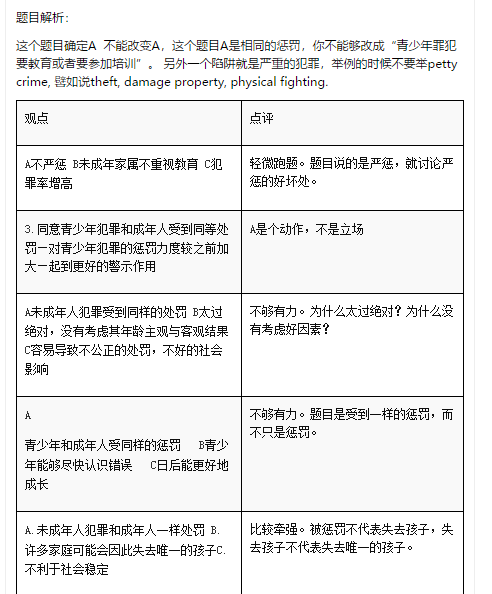 题目解析：
这个题目确定A  不能改变A，这个题目A是相同的惩罚，你不能够改成“青少年罪犯
要教育或者要参加培训”。 另外一个陷阱就是严重的犯罪，举例的时候不要举petty
crime, 譬如说theft, damage property, physical fighting.
观点
点评
A不严惩 B未成年家属不重视教育 C犯
罪率增高
轻微跑题。题目说的是严惩，就讨论严
惩的好坏处。
3.同意青少年犯罪和成年人受到同等处
罚—对青少年犯罪的惩罚力度较之前加
大—起到更好的警示作用
A是个动作，不是立场
A未成年人犯罪受到同样的处罚 B太过
绝对，没有考虑其年龄主观与客观结果
C容易导致不公正的处罚，不好的社会
影响
不够有力。为什么太过绝对？为什么没
有考虑好因素？
A
青少年和成年人受同样的惩罚   B青少
年能够尽快认识错误   C日后能更好地
成长
不够有力。题目是受到一样的惩罚，而
不只是惩罚。
A.未成年人犯罪和成年人一样处罚 B.
许多家庭可能会因此失去唯一的孩子C.
不利于社会稳定
比较牵强。被惩罚不代表失去孩子，失
去孩子不代表失去唯一的孩子。